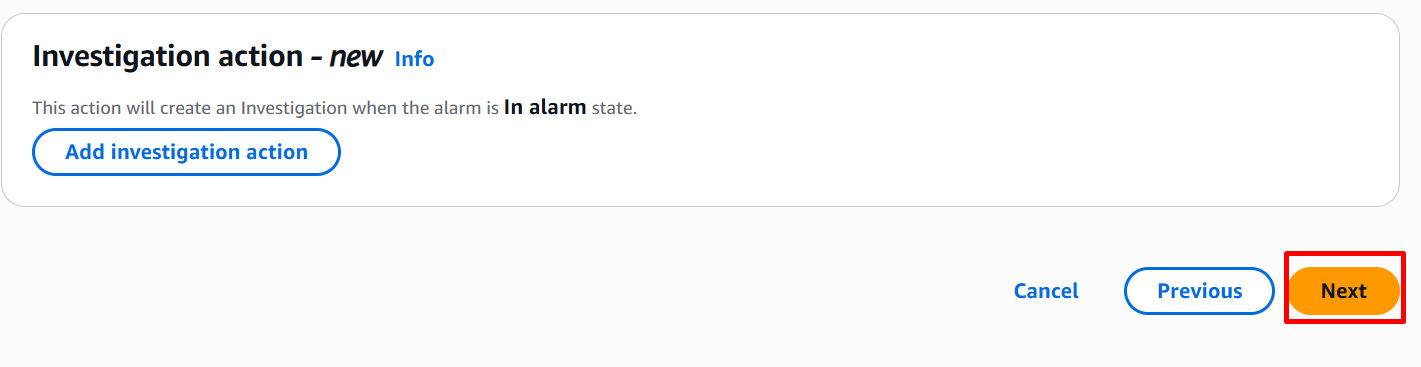 Investigation action - new Info
This action will create an Investigation when the alarm is In alarm state.
Add investigation action
Cancel Previous Next